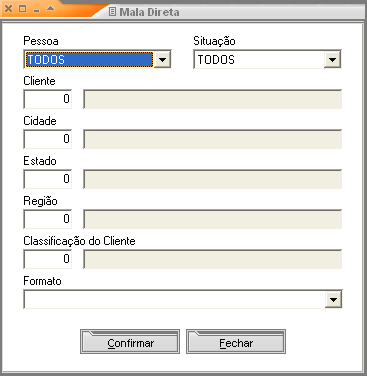 Mala Direta
Pessoa Situação
TODOS TODOS
Cliente
0
Cidade
0
Estado
0
Região
0
Classificação do Cliente
0
Formato
Confirmar Fechar